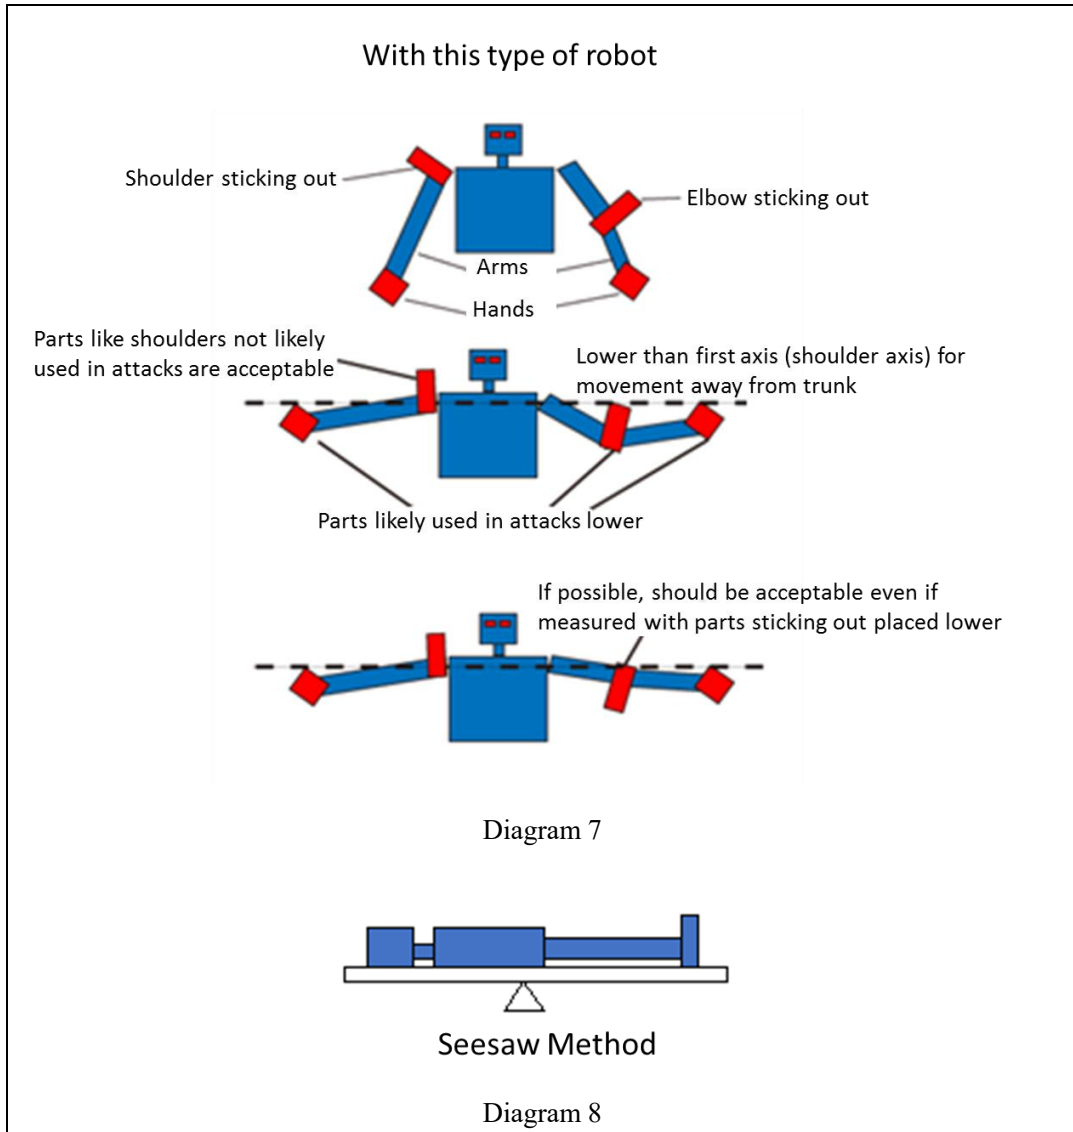 With this type of robot
Shoulder sticking out
Elbow sticking out
Arms
Hands
Parts like shoulders not likely
used in attacks are acceptable
Lower than first axis (shoulder axis) for
movement away from trunk
Parts likely used in attacks lower
If possible, should be acceptable even if
measured with parts sticking out placed lower
Diagram 7
Seesaw Method
Diagram 8